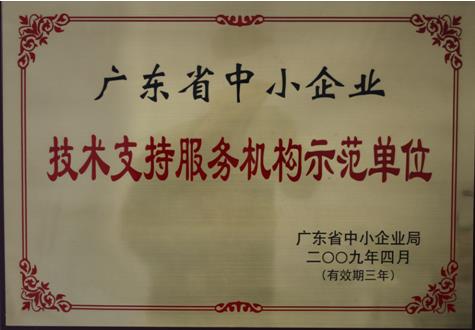 广东省中小企业
技术支持服务机构示范单位
广东省中小企业局
二〇〇九年四月
（有效期三年）